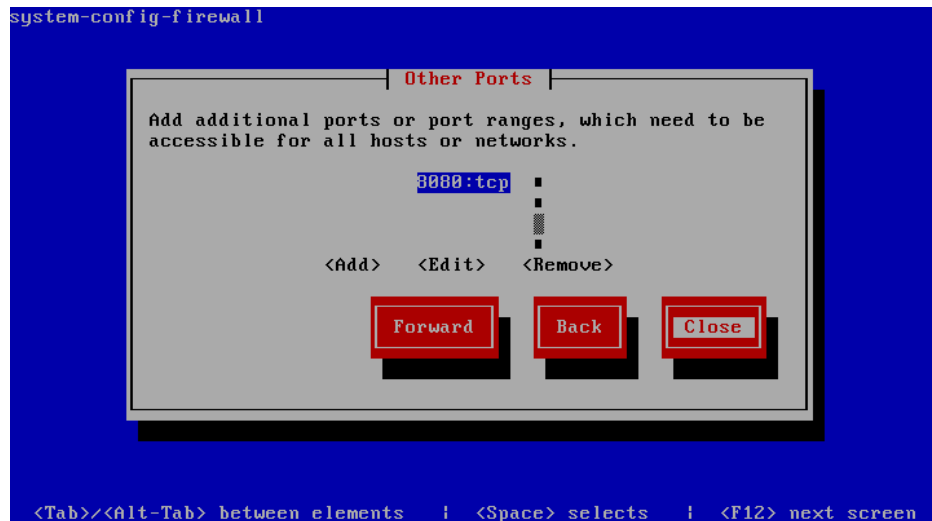 system-config-firewall
Other Ports
Add additional ports or port ranges, which need to be
accessible for all hosts or networks.
8080:tcp
<Add> <Edit> <Remove>
Forward Back Close
<Tab>/<Alt-Tab> between elements | <Space> selects | <F12> next screen